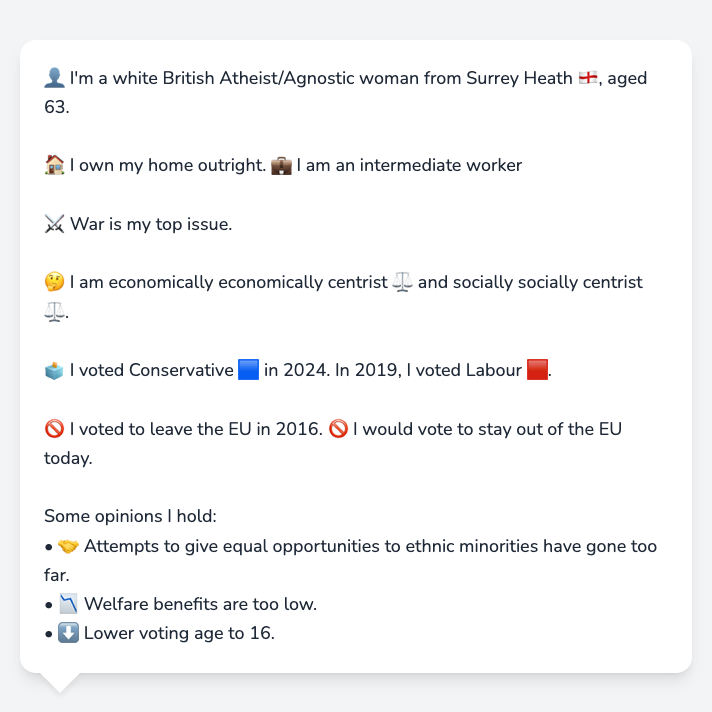 👤 I'm a white British Atheist/Agnostic woman from Surrey Heath 🏴󠁧󠁢󠁥󠁮󠁧󠁿, aged
63.
🏠 I own my home outright. 💼 I am an intermediate worker
⚔️ War is my top issue.
🤔 I am economically economically centrist ⚖️ and socially socially centrist
⚖️.
🗳️ I voted Conservative 🟦 in 2024. In 2019, I voted Labour 🟥.
🚫 I voted to leave the EU in 2016. 🚫 I would vote to stay out of the EU
today.
Some opinions I hold:
• 🤝 Attempts to give equal opportunities to ethnic minorities have gone too
far.
• 📉 Welfare benefits are too low.
• ⬇️ Lower voting age to 16.